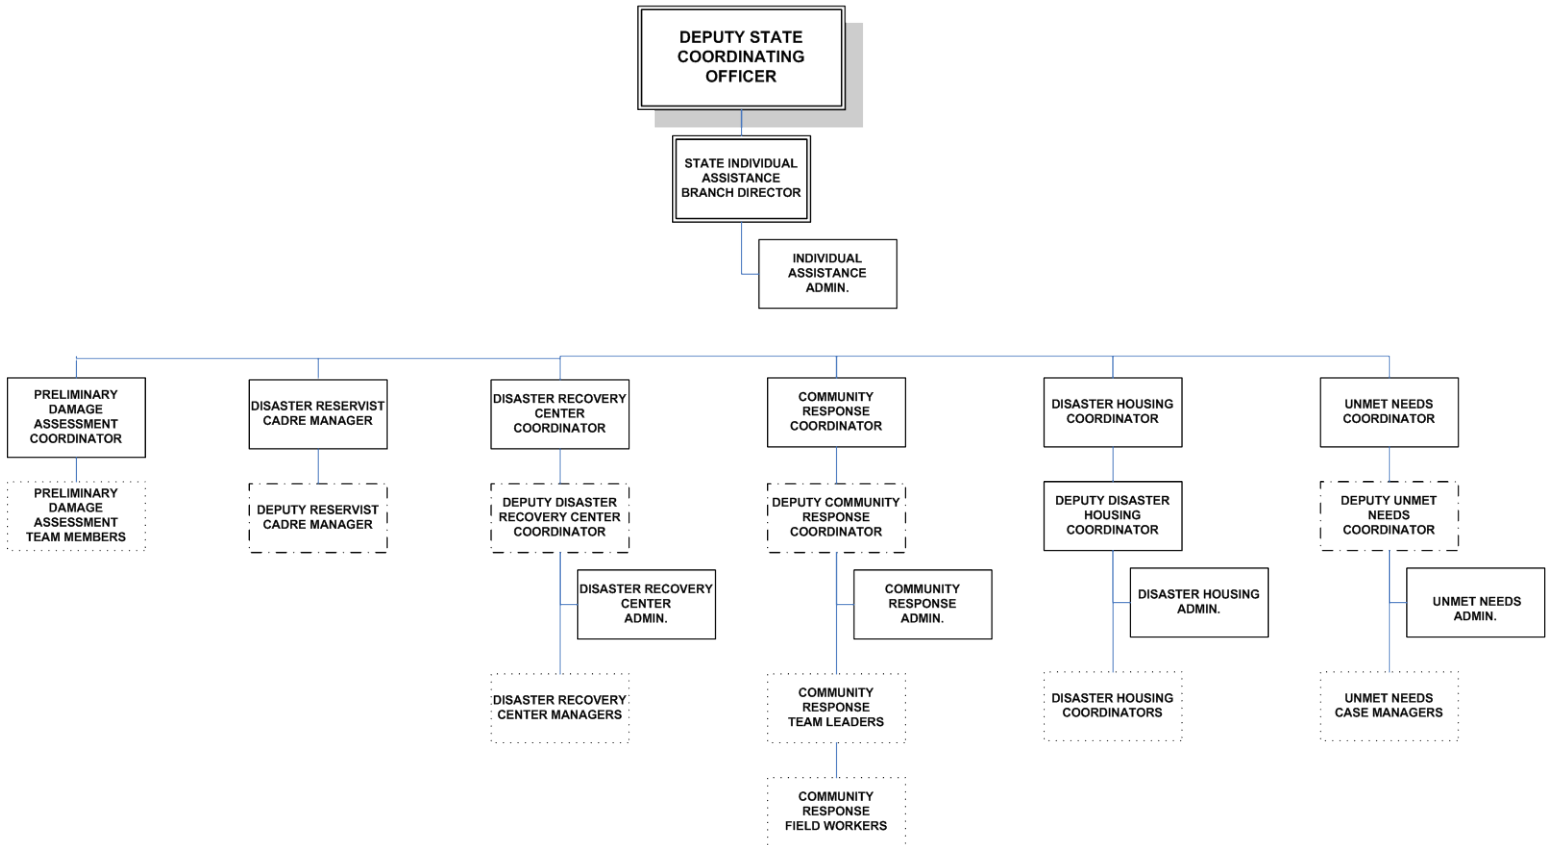 DEPUTY STATE
COORDINATING
OFFICER
STATE INDIVIDUAL
ASSISTANCE
BRANCH DIRECTOR
INDIVIDUAL
ASSISTANCE
ADMIN.
PRELIMINARY
DAMAGE
ASSESSMENT
COORDINATOR
DISASTER RESERVIST
CADRE MANAGER
DISASTER RECOVERY
CENTER
COORDINATOR
COMMUNITY
RESPONSE
COORDINATOR
DISASTER HOUSING
COORDINATOR
UNMET NEEDS
COORDINATOR
PRELIMINARY
DAMAGE
ASSESSMENT
TEAM MEMBERS
DEPUTY RESERVIST
CADRE MANAGER
DEPUTY DISASTER
RECOVERY CENTER
COORDINATOR
DEPUTY COMMUNITY
RESPONSE
COORDINATOR
DEPUTY DISASTER
HOUSING
COORDINATOR
DEPUTY UNMET
NEEDS
COORDINATOR
DISASTER RECOVERY
CENTER
ADMIN.
COMMUNITY
RESPONSE
ADMIN.
DISASTER HOUSING
ADMIN.
UNMET NEEDS
ADMIN.
DISASTER RECOVERY
CENTER MANAGERS
COMMUNITY
RESPONSE
TEAM LEADERS
DISASTER HOUSING
COORDINATORS
UNMET NEEDS
CASE MANAGERS
COMMUNITY
RESPONSE
FIELD WORKERS